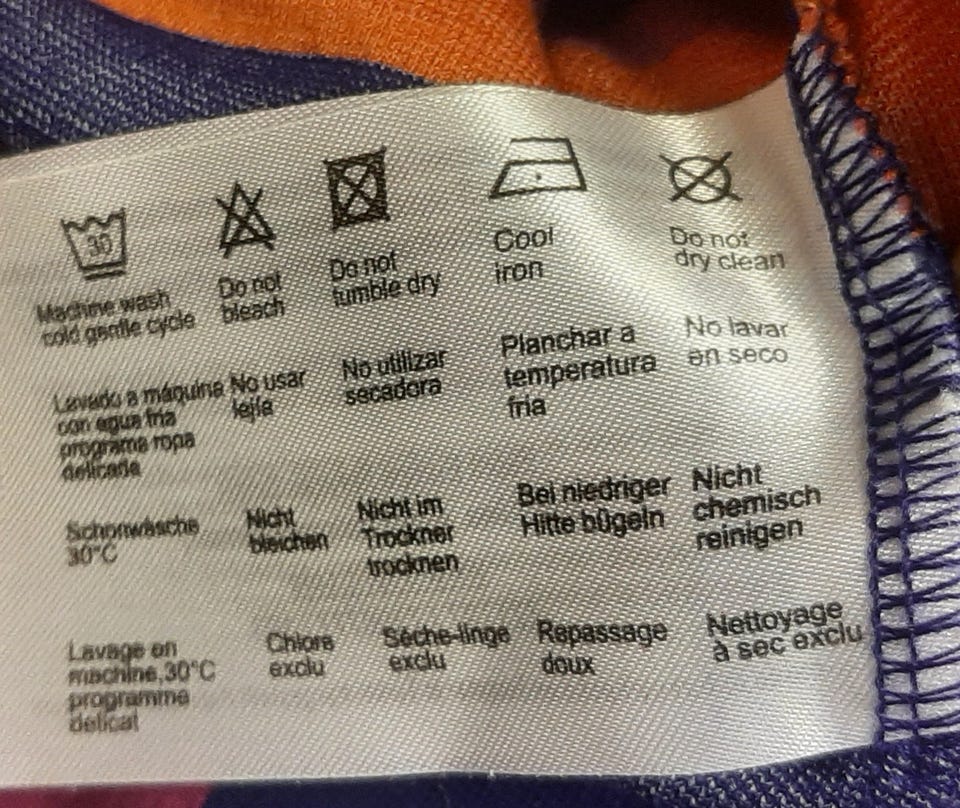 30
Machine wash
cold gentle cycle
Do not
bleach
Do not
tumble dry
Cool
iron
Do not
dry clean
Lavado a máquina
con agua fria
programa ropa
delicada
No usar
lejía
No utilizar
secadora
Planchar a
temperatura
fria
No lavar
en seco
Schonwäsche
30°C
Nicht
bleichen
Nicht im
Trockner
trocknen
Bei niedriger
Hitte bügeln
Nicht
chemisch
reinigen
Lavage en
machine,30°C
programme
délicat
Chlore
exclu
Sèche-linge
exclu
Repassage
doux
Nettoyage
à sec exclu